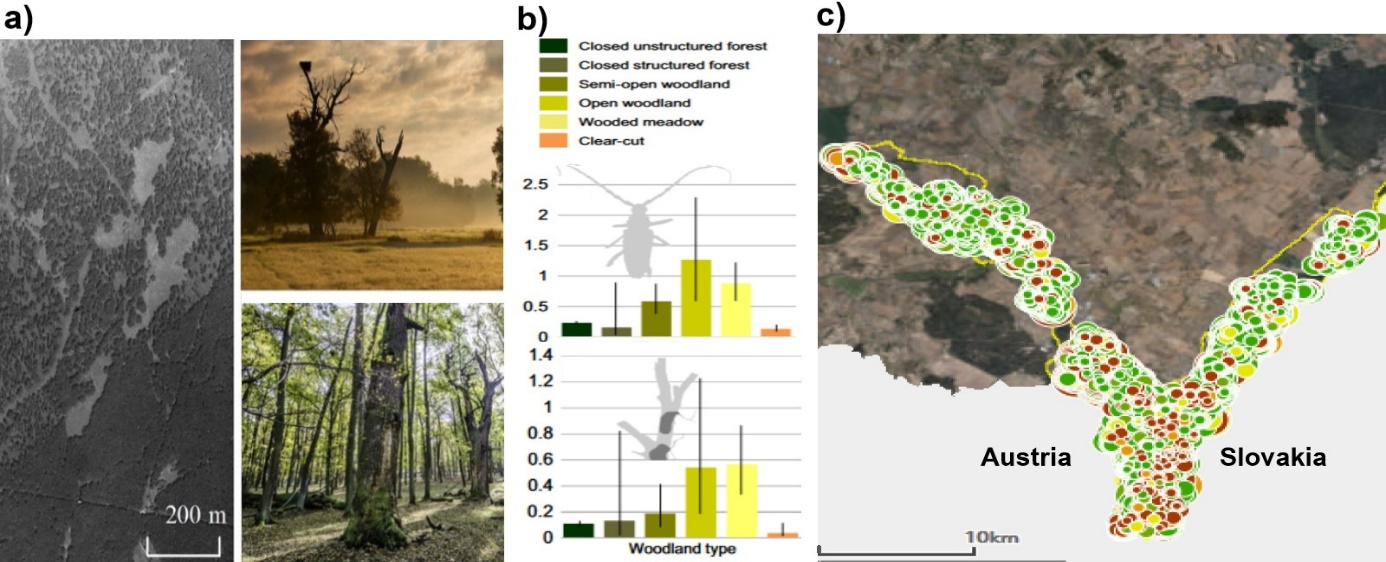 a)
200 m
b)
Closed unstructured forest
Closed structured forest
Semi-open woodland
Open woodland
Wooded meadow
Clear-cut
2.5
2
1.5
1
0.5
0
1.4
1.2
1
0.8
0.6
0.4
0.2
0
Woodland type
c)
Austria
Slovakia
10km